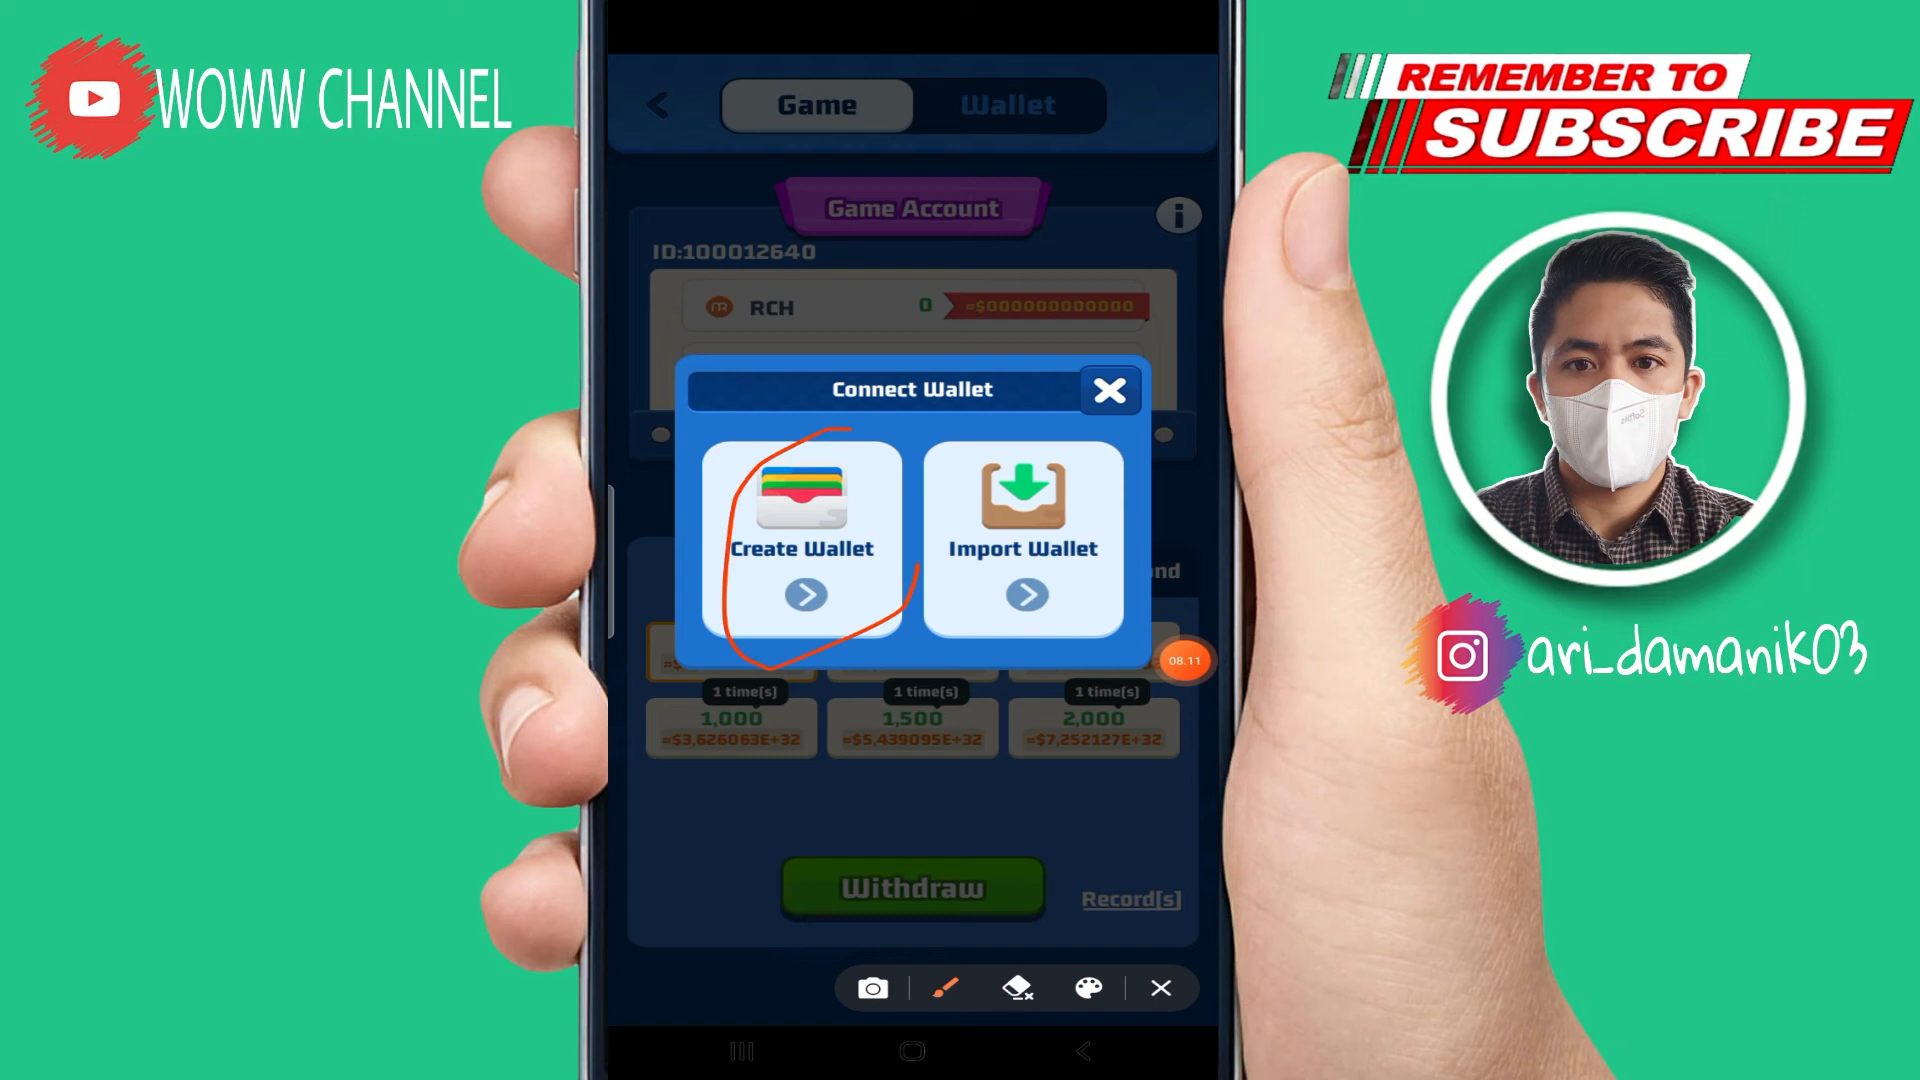 WOWW CHANNEL
REMEMBER TO
SUBSCRIBE
Game
Wallet
Game Account
ID:100012640
RCH
0
≈$000000000000
Connect Wallet
Create Wallet
Import Wallet
08.11
1 time(s)
1 time(s)
1 time(s)
1,000
1,500
2,000
≈$3,626063E+32
≈$5,439095E+32
≈$7,252127E+32
Withdraw
Record[s]
ari_damanik03